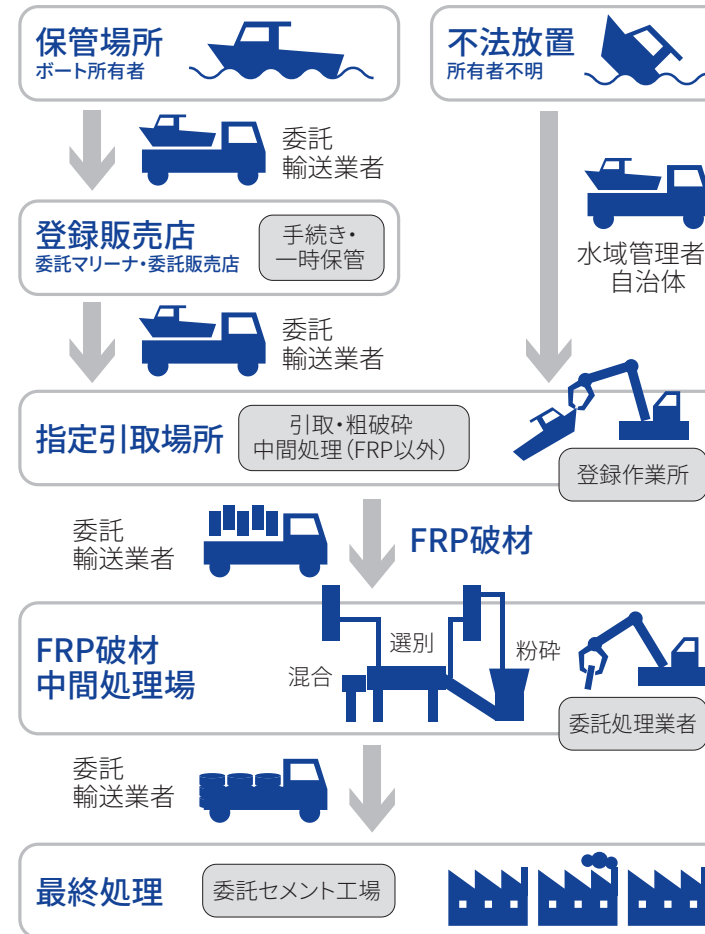 保管場所
ボート所有者
不法放置
所有者不明
委託
輸送業者
登録販売店
委託マリーナ・委託販売店
手続き・
一時保管
水域管理者
自治体
委託
輸送業者
指定引取場所
引取・粗破砕
中間処理(FRP以外)
登録作業所
委託
輸送業者
FRP破材
FRP破材
中間処理場
混合
選別
粉砕
委託処理業者
委託
輸送業者
最終処理
委託セメント工場